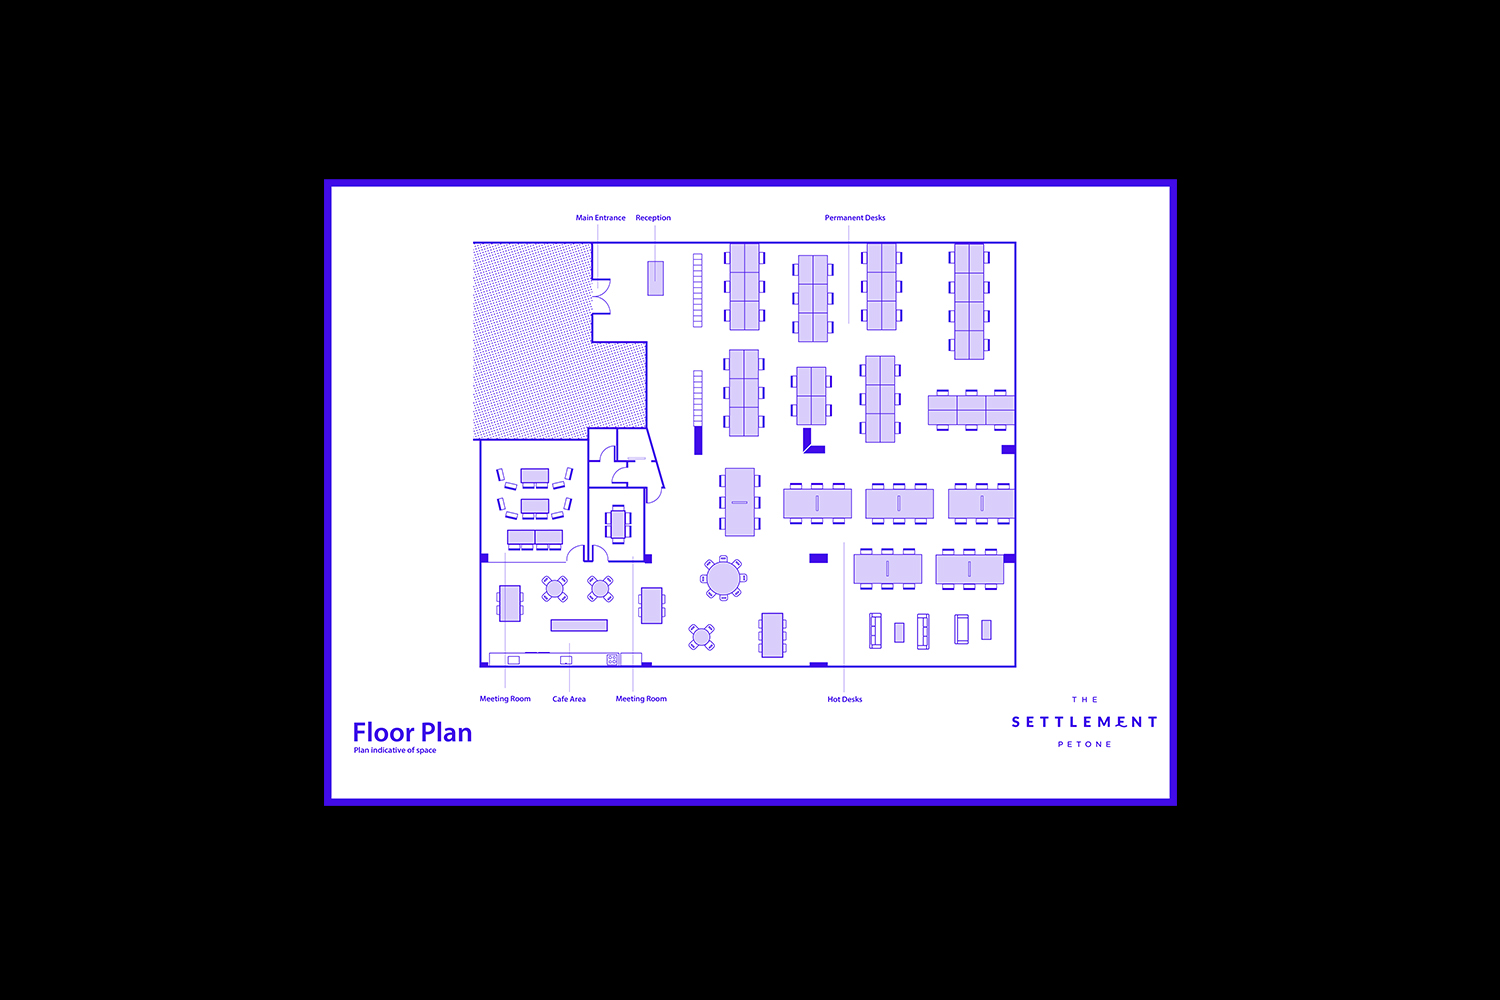 Main Entrance
Reception
Permanent Desks
Meeting Room
Cafe Area
Meeting Room
Hot Desks
Floor Plan
Plan indicative of space
THE
SETTLEMENT
PETONE